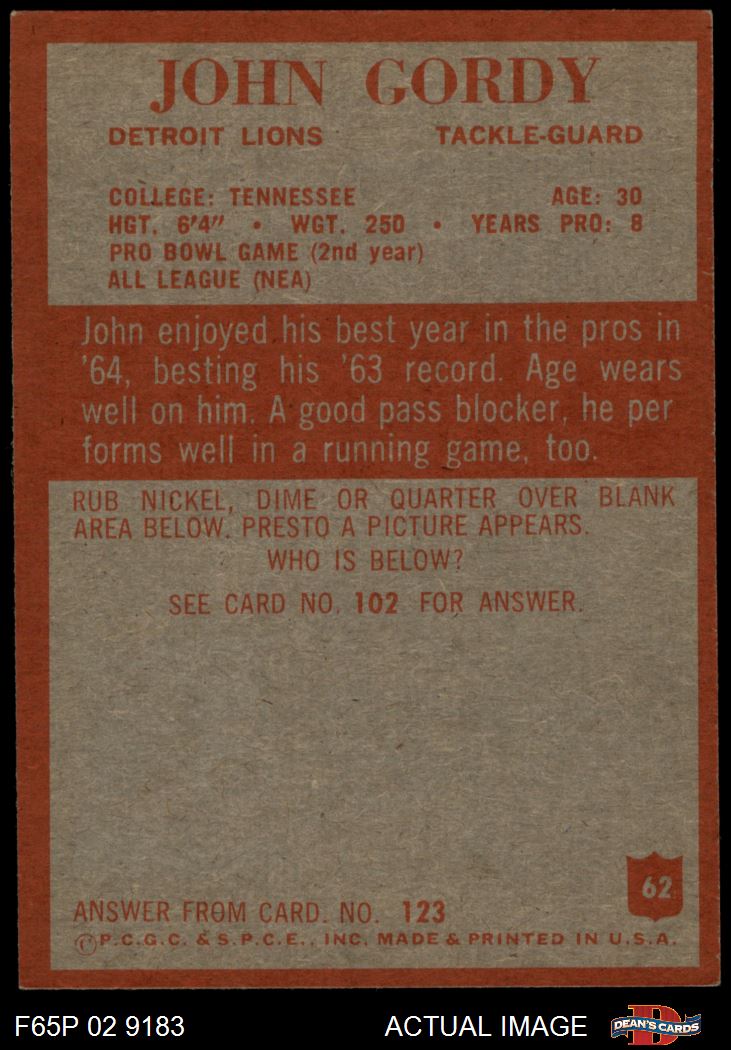 JOHN GORDY
DETROIT LIONS TACKLE-GUARD
COLLEGE: TENNESSEE AGE: 30
HGT. 6'4" • WGT. 250 • YEARS PRO: 8
PRO BOWL GAME (2nd year)
ALL LEAGUE (NEA)
John enjoyed his best year in the pros in
'64, besting his '63 record. Age wears
well on him. A good pass blocker, he per
forms well in a running game, too.
RUB NICKEL, DIME OR QUARTER OVER BLANK
AREA BELOW. PRESTO A PICTURE APPEARS.
WHO IS BELOW?
SEE CARD NO. 102 FOR ANSWER.
62
ANSWER FROM CARD. NO. 123
©P.C.G.C. & S.P.C.E., INC. MADE & PRINTED IN U.S.A.
F65P 02 9183 ACTUAL IMAGE
D
DEAN'S CARDS